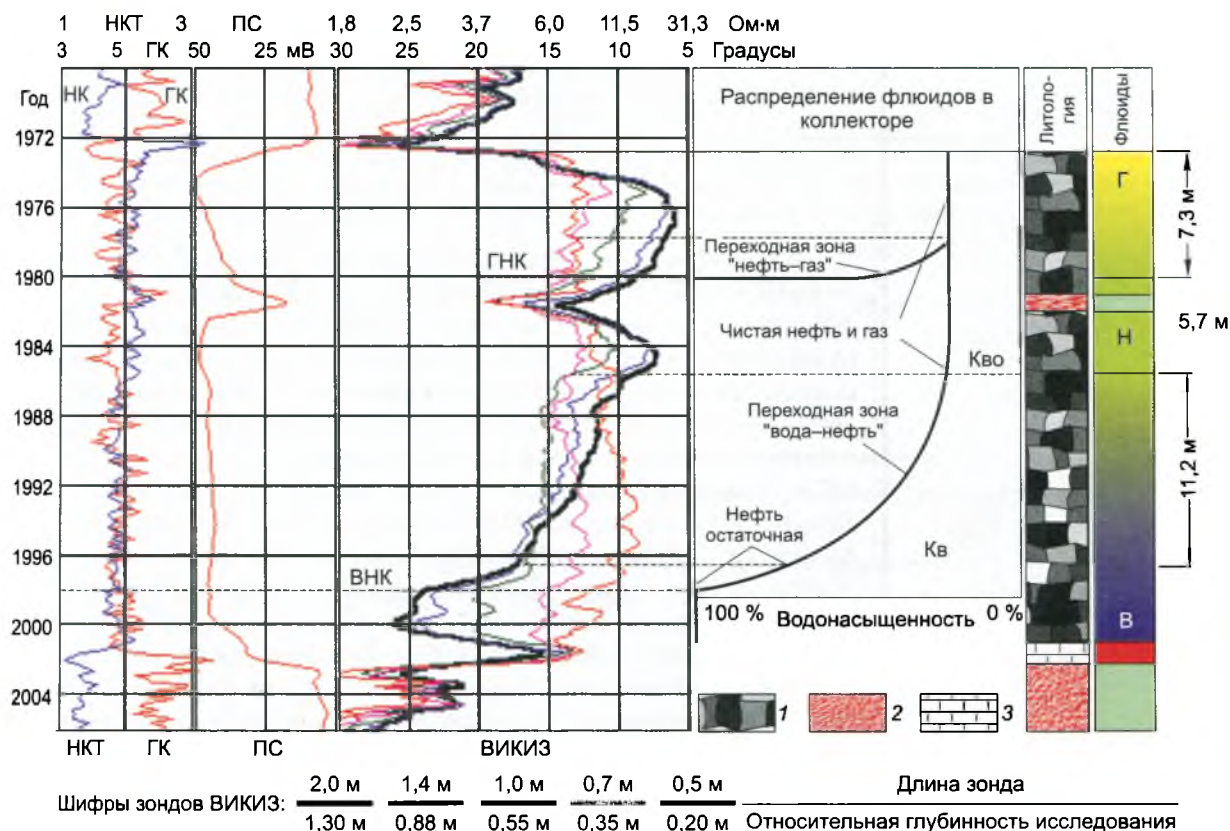 1 НКТ 3 ПС 1,8 2,5 3,7 6,0 11,5 31,3 Ом·м
3 5 ГК 50 25 мВ 30 25 20 15 10 5 Градусы
Год
НК ГК
Распределение флюидов в
коллекторе
Литоло-
гия
Флюиды
1972
1976
1980
1984
1988
1992
1996
2000
2004
ГНК
ВНК
Переходная зона
"нефть–газ"
Чистая нефть и газ
Кво
Переходная зона
"вода–нефть"
Нефть
остаточная
Кв
100 % Водонасыщенность 0 %
Г
Н
В
7,3 м
5,7 м
11,2 м
1 2 3
НКТ ГК ПС ВИКИЗ
Шифры зондов ВИКИЗ:
2,0 м 1,4 м 1,0 м 0,7 м 0,5 м Длина зонда
1,30 м 0,88 м 0,55 м 0,35 м 0,20 м Относительная глубинность исследования